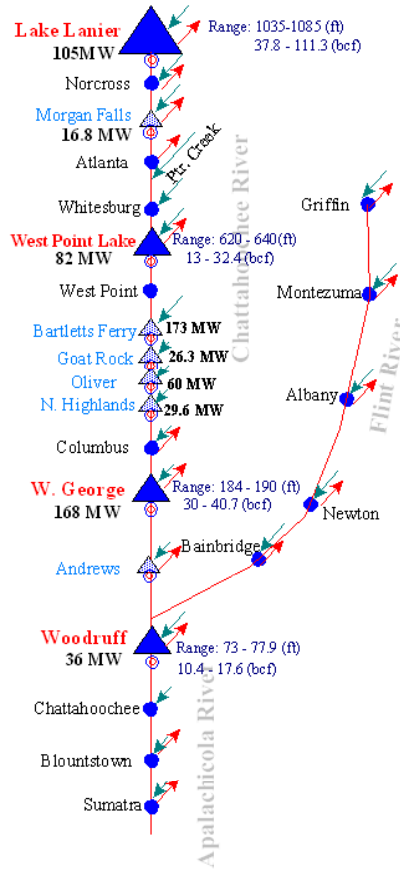 Lake Lanier
105MW
Range: 1035-1085 (ft)
37.8 - 111.3 (bcf)
Norcross
Morgan Falls
16.8 MW
Atlanta
Ptr. Creek
Whitesburg
Chattahoochee River
Griffin
West Point Lake
82 MW
Range: 620 - 640(ft)
13 - 32.4(bcf)
West Point
Montezuma
Bartletts Ferry
173 MW
Goat Rock
26.3 MW
Oliver
60 MW
N. Highlands
29.6 MW
Albany
Flint River
Columbus
W. George
168 MW
Range: 184 - 190 (ft)
30 - 40.7 (bcf)
Newton
Bainbridge
Andrews
Woodruff
36 MW
Range: 73 - 77.9 (ft)
10.4 - 17.6 (bcf)
Chattahoochee
Blountstown
Sumatra
Apalachicola River